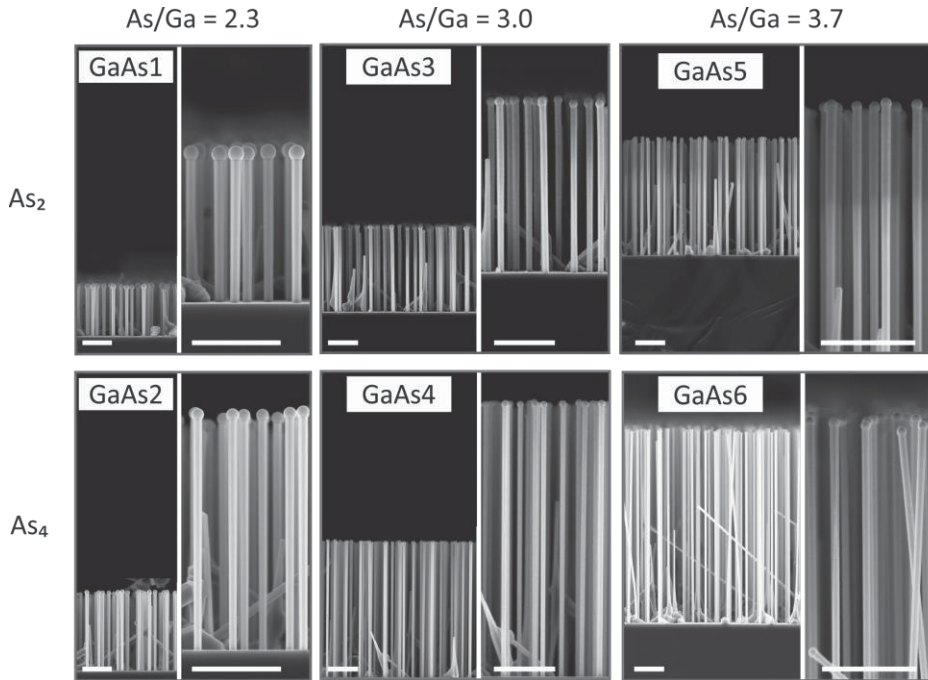 As/Ga = 2.3 As/Ga = 3.0 As/Ga = 3.7
GaAs1 GaAs3 GaAs5
As₂
GaAs2 GaAs4 GaAs6
As₄